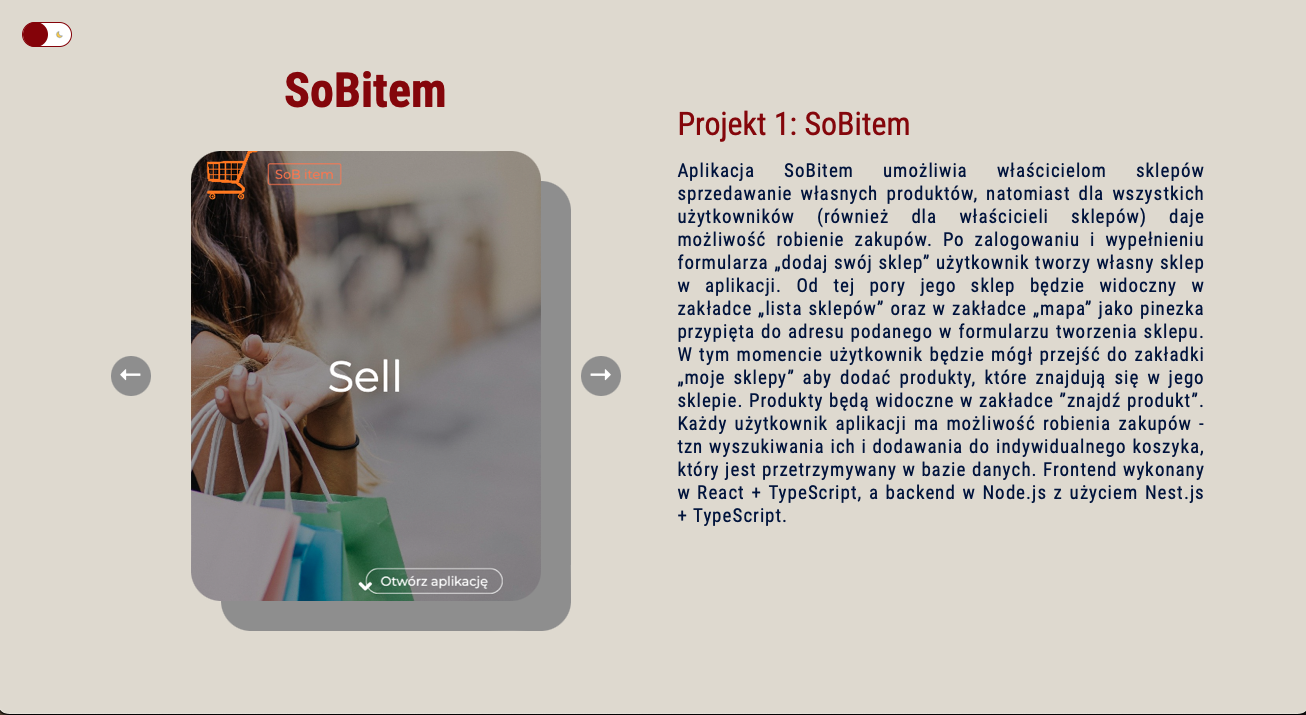 SoBitem
SoB item
Sell
Otwórz aplikację
Projekt 1: SoBitem
Aplikacja SoBitem umożliwia właścicielom sklepów
sprzedawanie własnych produktów, natomiast dla wszystkich
użytkowników (również dla właścicieli sklepów) daje
możliwość robienie zakupów. Po zalogowaniu i wypełnieniu
formularza „dodaj swój sklep” użytkownik tworzy własny sklep
w aplikacji. Od tej pory jego sklep będzie widoczny w
zakładce „lista sklepów” oraz w zakładce „mapa” jako pinezka
przypięta do adresu podanego w formularzu tworzenia sklepu.
W tym momencie użytkownik będzie mógł przejść do zakładki
„moje sklepy” aby dodać produkty, które znajdują się w jego
sklepie. Produkty będą widoczne w zakładce ”znajdź produkt”.
Każdy użytkownik aplikacji ma możliwość robienia zakupów -
tzn wyszukiwania ich i dodawania do indywidualnego koszyka,
który jest przetrzymywany w bazie danych. Frontend wykonany
w React + TypeScript, a backend w Node.js z użyciem Nest.js
+ TypeScript.